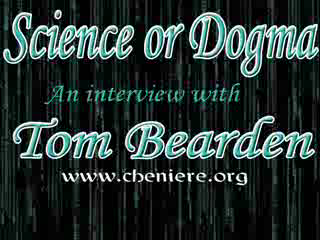 Science or Dogma
An interview with
Tom Bearden
www.cheniere.org